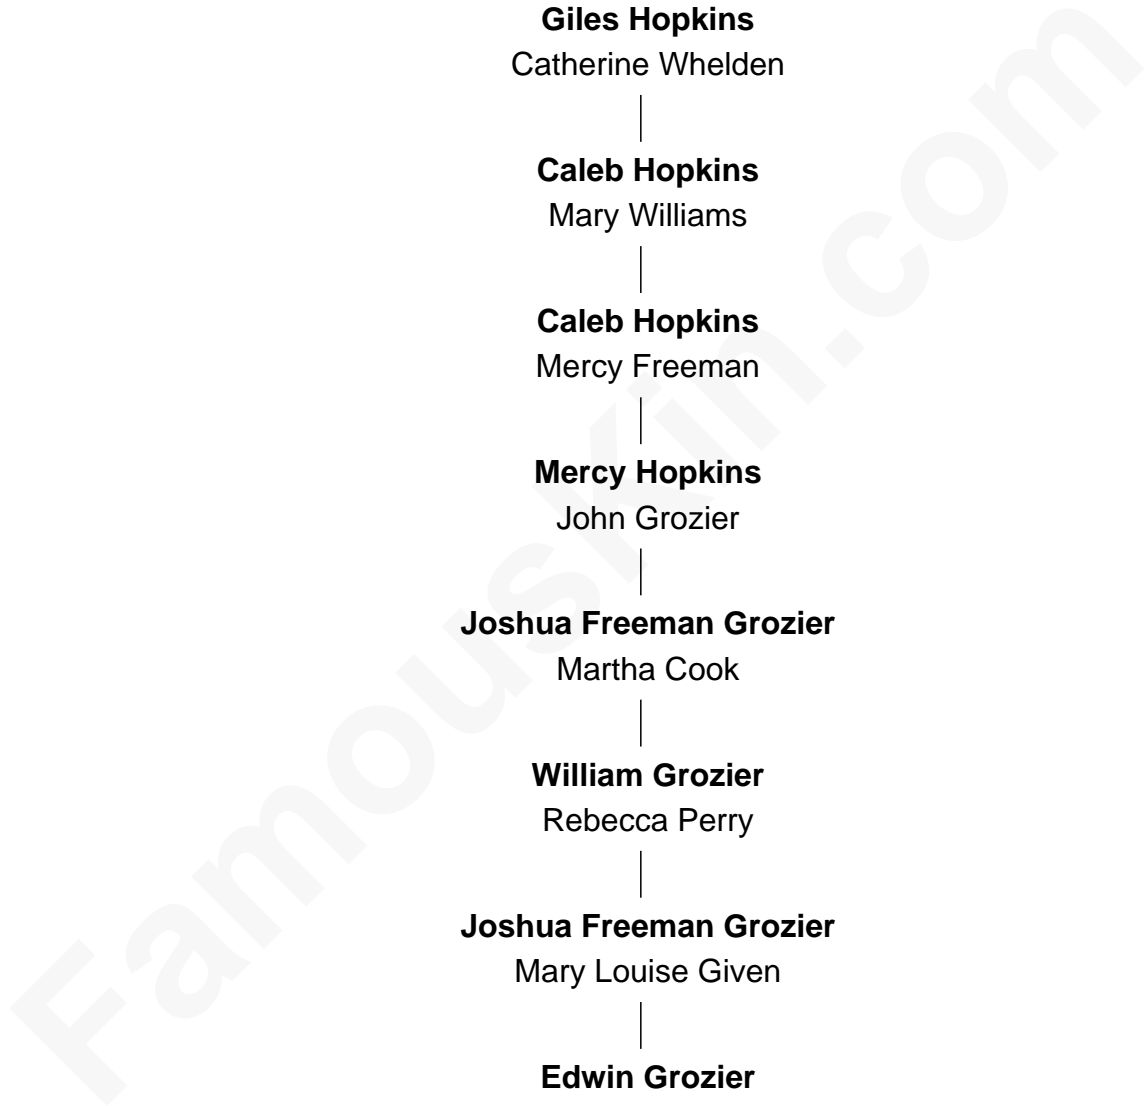 Giles Hopkins
Catherine Whelden
Caleb Hopkins
Mary Williams
Caleb Hopkins
Mercy Freeman
Mercy Hopkins
John Grozier
Joshua Freeman Grozier
Martha Cook
William Grozier
Rebecca Perry
Joshua Freeman Grozier
Mary Louise Given
Edwin Grozier
FamousKin.com